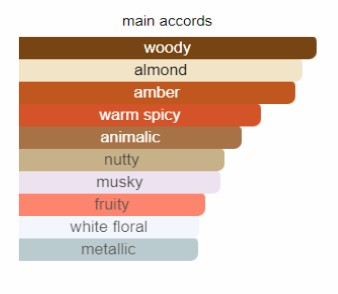 main accords
woody
almond
amber
warm spicy
animalic
nutty
musky
fruity
white floral
metallic